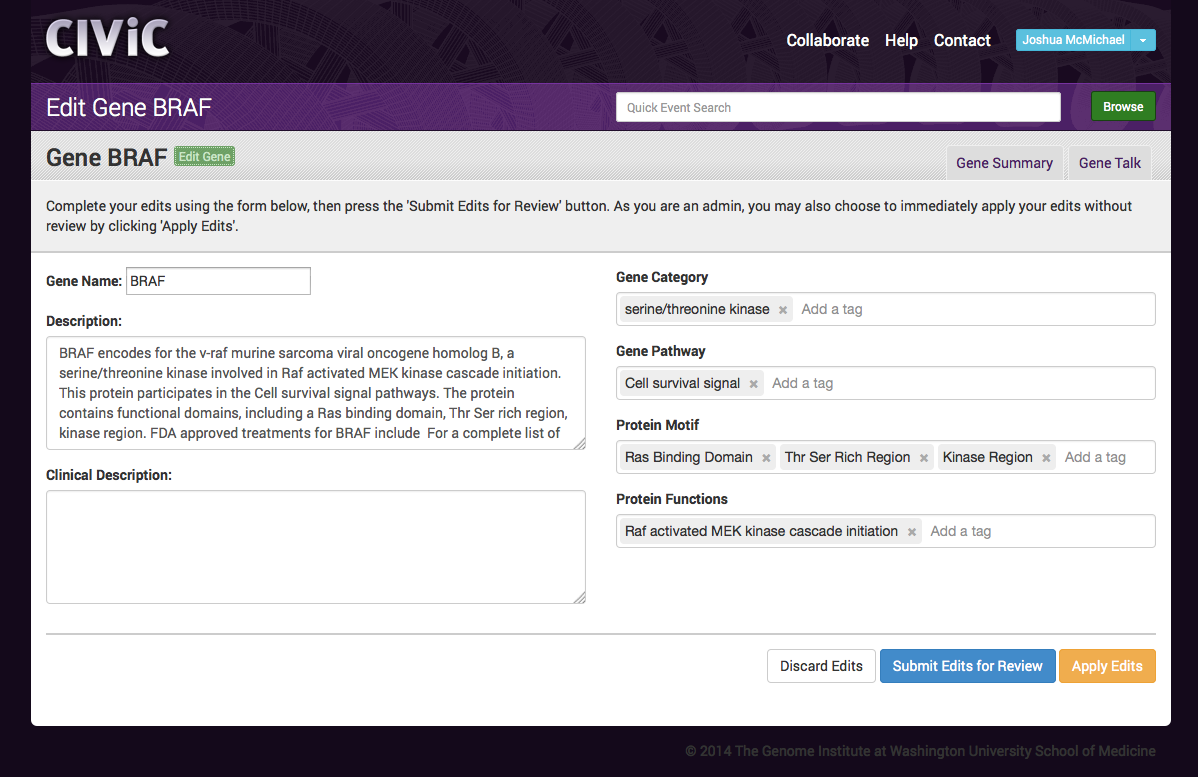 CIViC
Collaborate Help Contact Joshua McMichael
Edit Gene BRAF
Quick Event Search
Browse
Gene BRAF Edit Gene
Gene Summary
Gene Talk
Complete your edits using the form below, then press the 'Submit Edits for Review' button. As you are an admin, you may also choose to immediately apply your edits without
review by clicking 'Apply Edits'.
Gene Name: BRAF
Description:
BRAF encodes for the v-raf murine sarcoma viral oncogene homolog B, a
serine/threonine kinase involved in Raf activated MEK kinase cascade initiation.
This protein participates in the Cell survival signal pathways. The protein
contains functional domains, including a Ras binding domain, Thr Ser rich region,
kinase region. FDA approved treatments for BRAF include  For a complete list of
Clinical Description:
Gene Category
serine/threonine kinase × Add a tag
Gene Pathway
Cell survival signal × Add a tag
Protein Motif
Ras Binding Domain × Thr Ser Rich Region × Kinase Region × Add a tag
Protein Functions
Raf activated MEK kinase cascade initiation × Add a tag
Discard Edits
Submit Edits for Review
Apply Edits
© 2014 The Genome Institute at Washington University School of Medicine